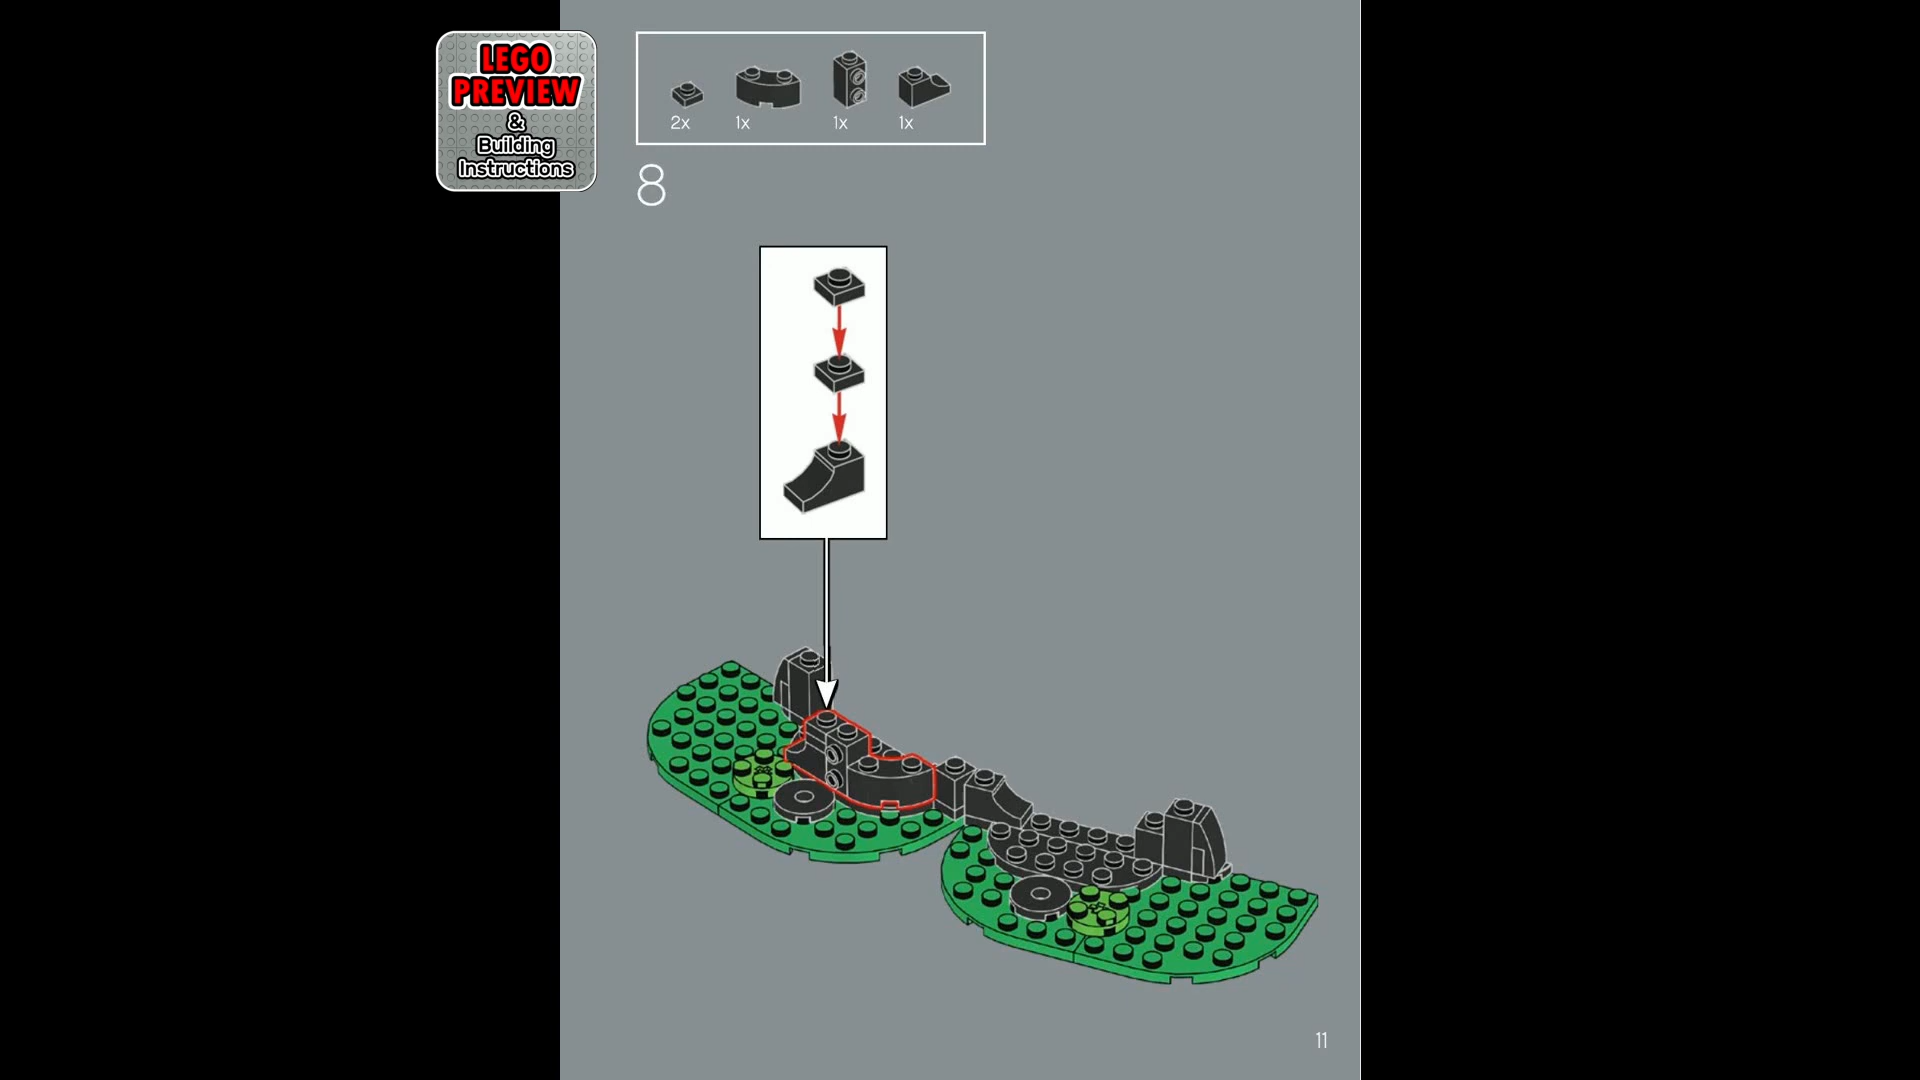 LEGO
PREVIEW
&
Building
Instructions
2x 1x 1x 1x
8
11